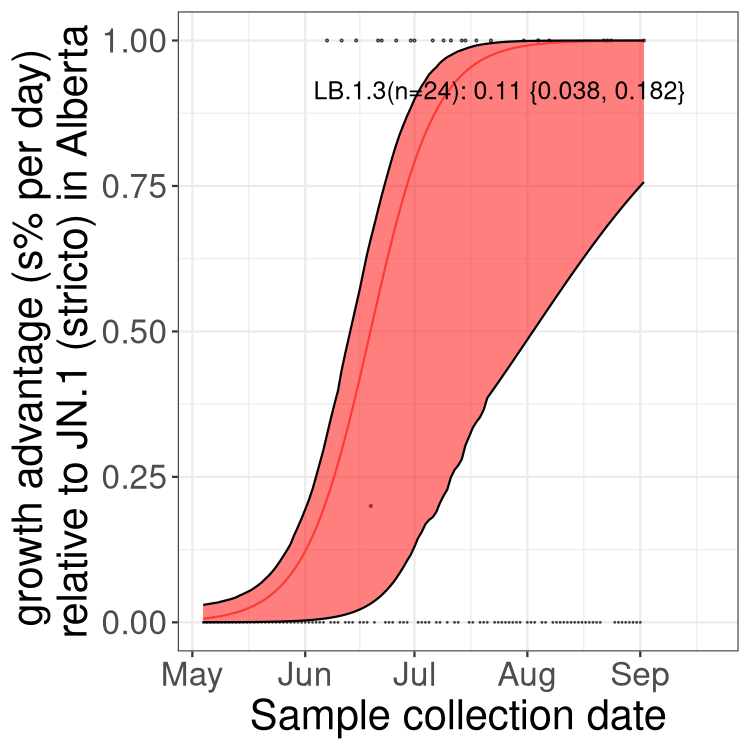 growth advantage (s% per day)
relative to JN.1 (stricto) in Alberta
1.00
0.75
0.50
0.25
0.00
LB.1.3(n=24): 0.11 {0.038, 0.182}
May Jun Jul Aug Sep
Sample collection date